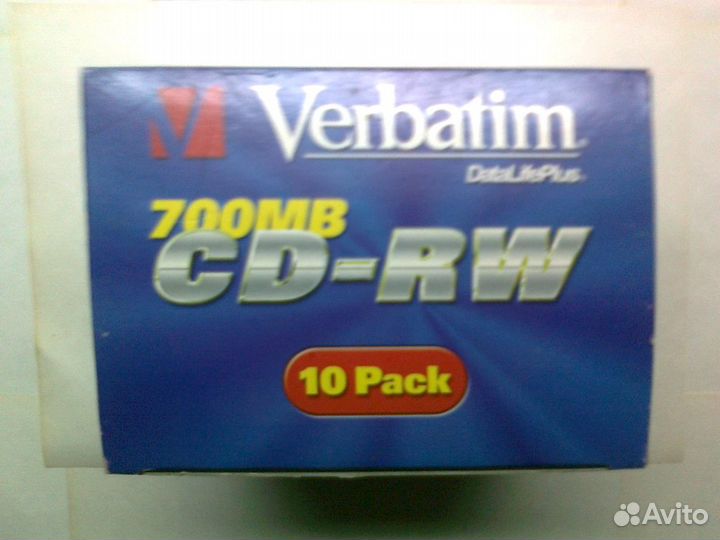 Verbatim
DataLifePlus
700MB
CD-RW
10 Pack
Avito